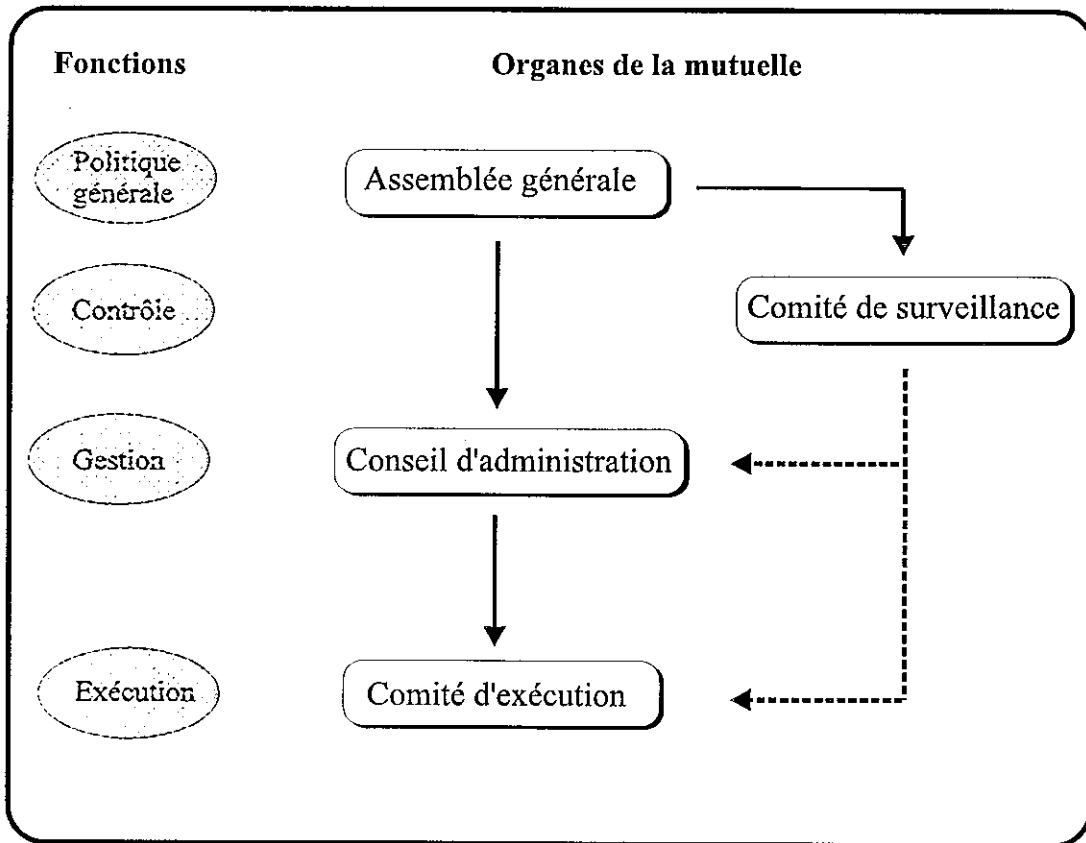 Fonctions
Organes de la mutuelle
Politique
générale
Assemblée générale
Contrôle
Comité de surveillance
Gestion
Conseil d'administration
Exécution
Comité d'exécution